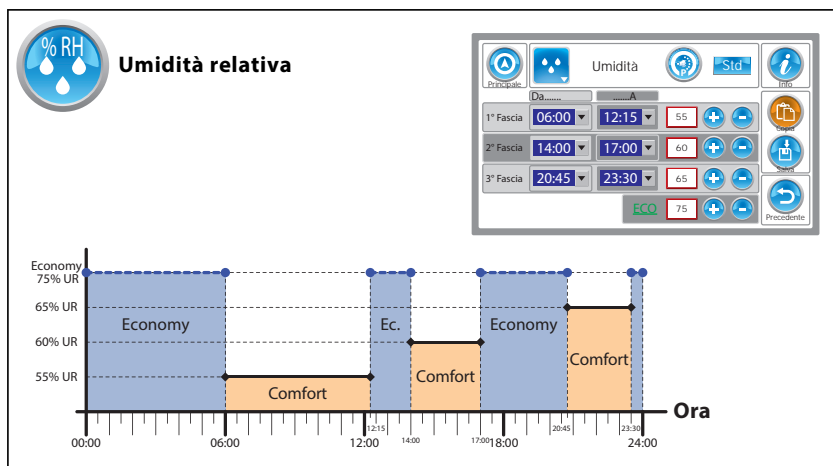 % RH
Umidità relativa
Principale
Umidità
P
Std
i
Info
Da.......
.......A
1° Fascia 06:00 12:15 55 + -
Copia
2° Fascia 14:00 17:00 60 + -
Salva
3° Fascia 20:45 23:30 65 + -
ECO 75 + -
Precedente
Economy
75% UR
65% UR
60% UR
55% UR
Economy
Ec.
Economy
Comfort
Comfort
Comfort
Ora
12:15
14:00
17:00
20:45
23:30
00:00
06:00
12:00
18:00
24:00